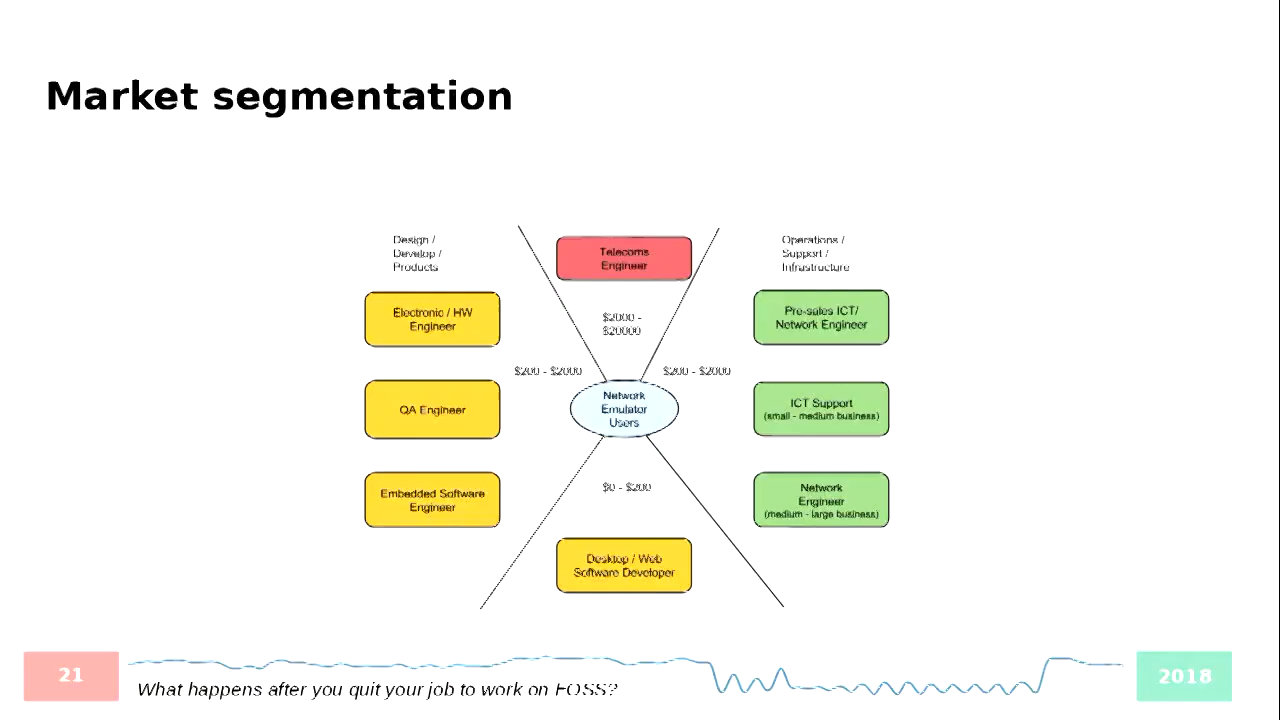 Market segmentation
Design /
Develop /
Products
Telecoms
Engineer
Operations /
Support /
Infrastructure
Electronic / HW
Engineer
$2000 -
$20000
Pre-sales ICT/
Network Engineer
$200 - $2000
$200 - $2000
QA Engineer
Network
Emulator
Users
ICT Support
(small - medium business)
Embedded Software
Engineer
$0 - $200
Network
Engineer
(medium - large business)
Desktop / Web
Software Developer
21
What happens after you quit your job to work on FOSS?
2018